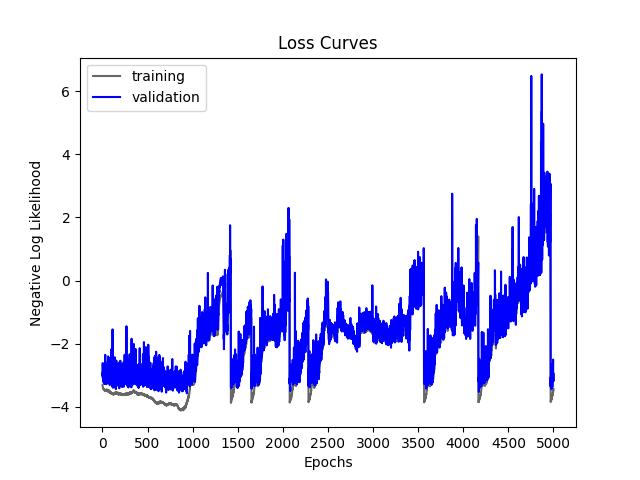 Loss Curves
training
validation
Negative Log Likelihood
6
4
2
0
−2
−4
0 500 1000 1500 2000 2500 3000 3500 4000 4500 5000
Epochs